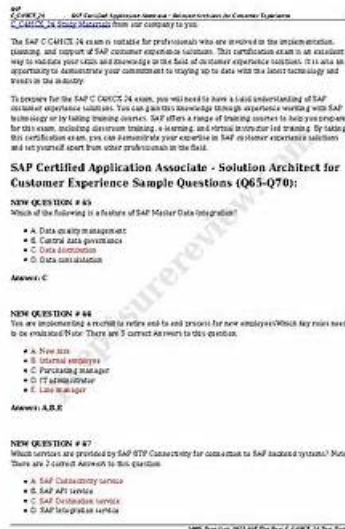 SAP
C_C4HCX_24
SAP Certified Application Associate - Solution Architect for Customer Experience
C_C4HCX_24 Study Materials from our company to you.
The SAP C_C4HCX_24 exam is suitable for professionals who are involved in the implementation,
planning, and support of SAP customer experience solutions. This certification exam is an excellent
way to validate your skills and knowledge in the field of customer experience solutions. It is also an
opportunity to demonstrate your commitment to staying up to date with the latest technology and
trends in the industry.
To prepare for the SAP C_C4HCX_24 exam, you will need to have a solid understanding of SAP
customer experience solutions. You can gain this knowledge through experience working with SAP
technology or by taking training courses. SAP offers a range of training courses to help you prepare
for this exam, including classroom training, e-learning, and virtual instructor led training. By taking
this certification exam, you can demonstrate your expertise in SAP customer experience solutions
and set yourself apart from other professionals in the field.
SAP Certified Application Associate - Solution Architect for
Customer Experience Sample Questions (Q65-Q70):
NEW QUESTION # 65
Which of the following is a feature of SAP Master Data Integration?
A. Data quality management
B. Central data governance
C. Data distribution
D. Data consolidation
Answer: C
NEW QUESTION # 66
You are implementing a recruit to retire end to end process for new employees. Which key roles need
to be evaluated? Note: There are 3 correct Answers to this question.
A. New hire
B. Internal employee
C. Purchasing manager
D. IT administrator
E. Line manager
Answer: A,B,E
NEW QUESTION # 67
Which services are provided by SAP BTP Connectivity for connection to SAP backend systems? Note:
There are 2 correct Answers to this question.
A. SAP Connectivity service
B. SAP API service
C. SAP Destination service
D. SAP Integration service